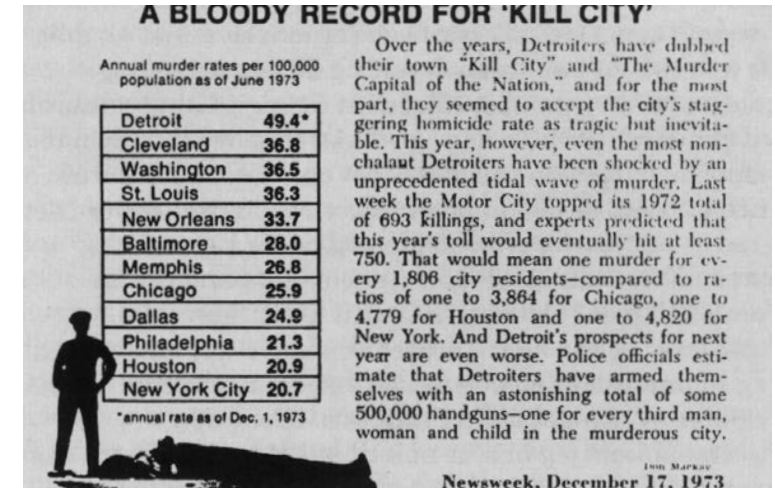 A BLOODY RECORD FOR 'KILL CITY'
Annual murder rates per 100,000
population as of June 1973
Detroit 49.4*
Cleveland 36.8
Washington 36.5
St. Louis 36.3
New Orleans 33.7
Baltimore 28.0
Memphis 26.8
Chicago 25.9
Dallas 24.9
Philadelphia 21.3
Houston 20.9
New York City 20.7
*annual rate as of Dec. 1, 1973
Over the years, Detroiters have dubbed
their town "Kill City" and "The Murder
Capital of the Nation," and for the most
part, they seemed to accept the city's stag-
gering homicide rate as tragic but inevita-
ble. This year, however, even the most non-
chalant Detroiters have been shocked by an
unprecedented tidal wave of murder. Last
week the Motor City topped its 1972 total
of 693 killings, and experts predicted that
this year's toll would eventually hit at least
750. That would mean one murder for ev-
ery 1,806 city residents—compared to ra-
tios of one to 3,864 for Chicago, one to
4,779 for Houston and one to 4,820 for
New York. And Detroit's prospects for next
year are even worse. Police officials esti-
mate that Detroiters have armed them-
selves with an astonishing total of some
500,000 handguns—one for every third man,
woman and child in the murderous city.
Newsweek, December 17, 1973